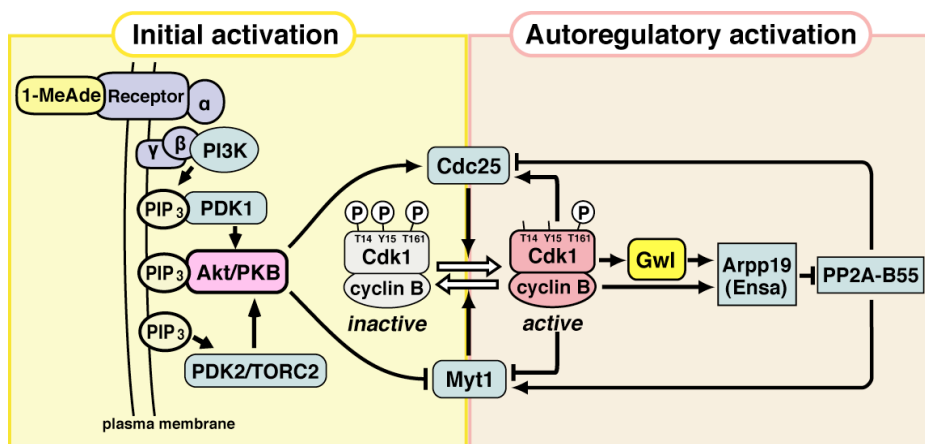 Initial activation
Autoregulatory activation
1-MeAde
Receptor
α
γ
β
PI3K
PIP3
PDK1
PIP3
Akt/PKB
PIP3
PDK2/TORC2
plasma membrane
Cdc25
P
P
P
T14 Y15 T161
Cdk1
cyclin B
inactive
P
T14 Y15 T161
Cdk1
cyclin B
active
Myt1
Gwl
Arpp19
(Ensa)
PP2A-B55